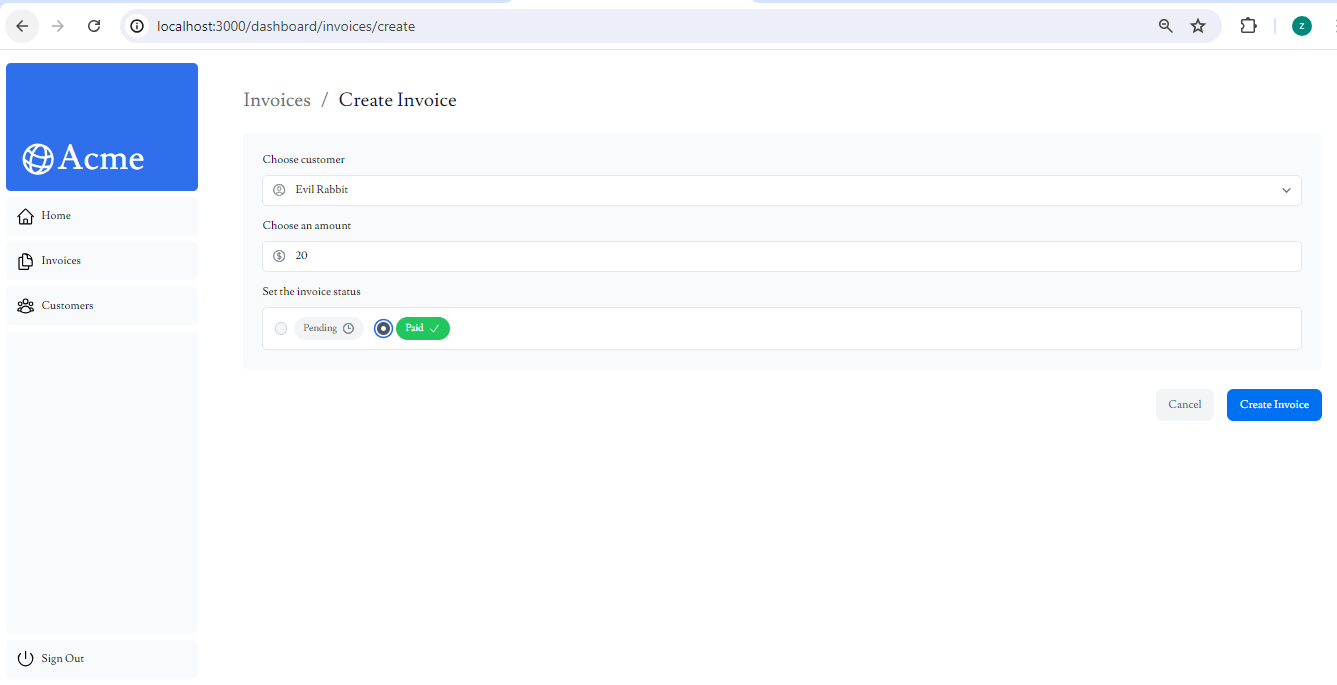 localhost:3000/dashboard/invoices/create
z
Acme
Home
Invoices
Customers
Sign Out
Invoices / Create Invoice
Choose customer
Evil Rabbit
Choose an amount
$ 20
Set the invoice status
Pending Paid
Cancel Create Invoice